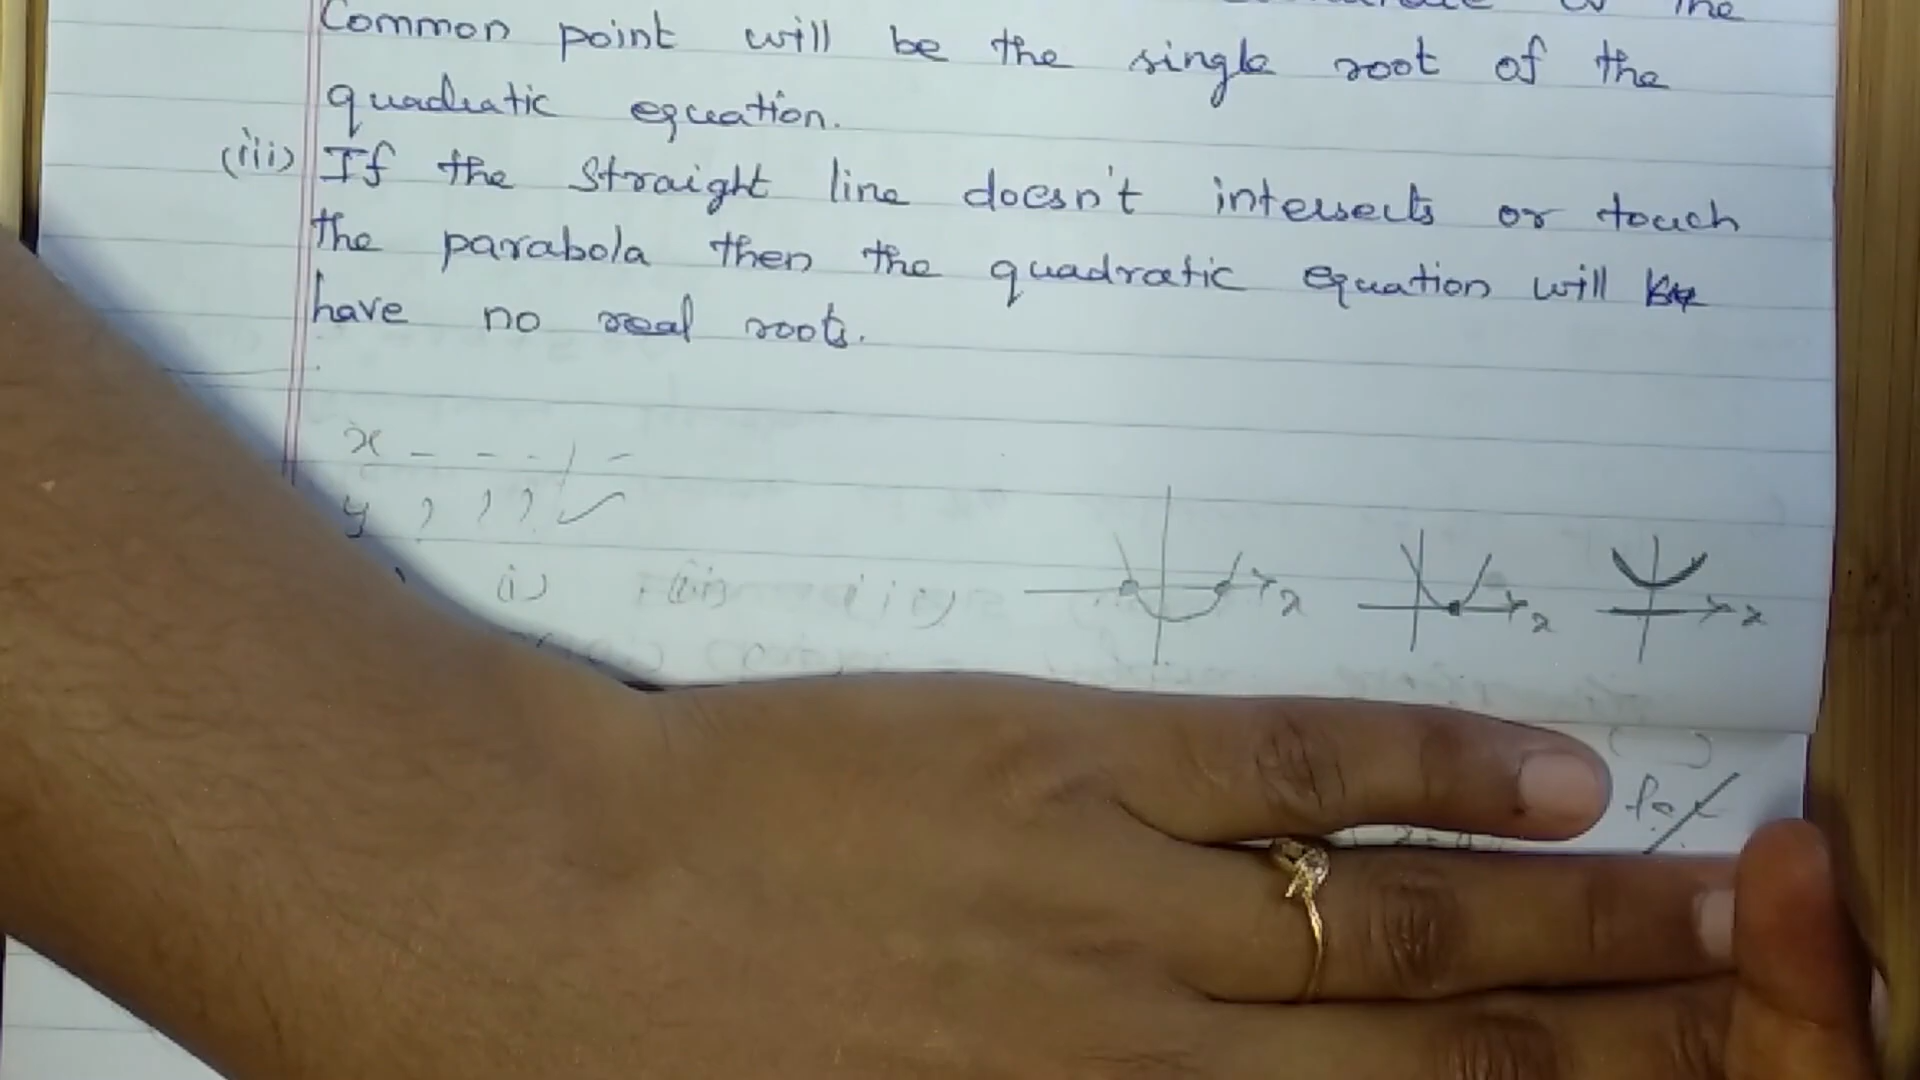 the
Common point will be the single root of the
quadratic equation.
(iii) If the straight line doesn't intersects or touch
the parabola then the quadratic equation will
have no real roots.
x - - - / -
y ? ? ? ✓
(i)
x x x